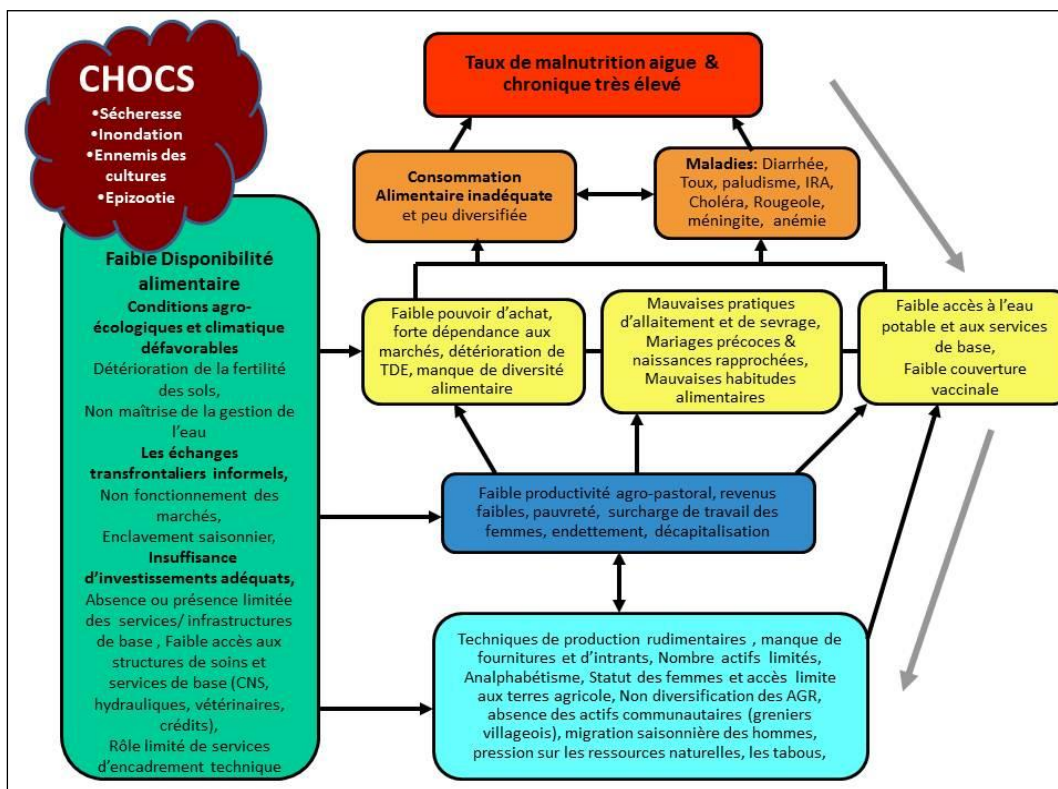 CHOCS
•Sécheresse
•Inondation
•Ennemis des
cultures
•Epizootie
Faible Disponibilité
alimentaire
Conditions agro-
écologiques et climatique
défavorables
Détérioration de la fertilité
des sols,
Non maîtrise de la gestion de
l’eau
Les échanges
transfrontaliers informels,
Non fonctionnement des
marchés,
Enclavement saisonnier,
Insuffisance
d’investissements adéquats,
Absence ou présence limitée
des services/ infrastructures
de base , Faible accès aux
structures de soins et
services de base (CNS,
hydrauliques, vétérinaires,
crédits),
Rôle limité de services
d’encadrement technique
Taux de malnutrition aigue &
chronique très élevé
Consommation
Alimentaire inadéquate
et peu diversifiée
Maladies: Diarrhée,
Toux, paludisme, IRA,
Choléra, Rougeole,
méningite, anémie
Faible pouvoir d’achat,
forte dépendance aux
marchés, détérioration de
TDE, manque de diversité
alimentaire
Mauvaises pratiques
d’allaitement et de sevrage,
Mariages précoces &
naissances rapprochées,
Mauvaises habitudes
alimentaires
Faible accès à l’eau
potable et aux services
de base,
Faible couverture
vaccinale
Faible productivité agro-pastoral, revenus
faibles, pauvreté, surcharge de travail des
femmes, endettement, décapitalisation
Techniques de production rudimentaires , manque de
fournitures et d’intrants, Nombre actifs limités,
Analphabétisme, Statut des femmes et accès limite
aux terres agricole, Non diversification des AGR,
absence des actifs communautaires (greniers
villageois), migration saisonnière des hommes,
pression sur les ressources naturelles, les tabous,